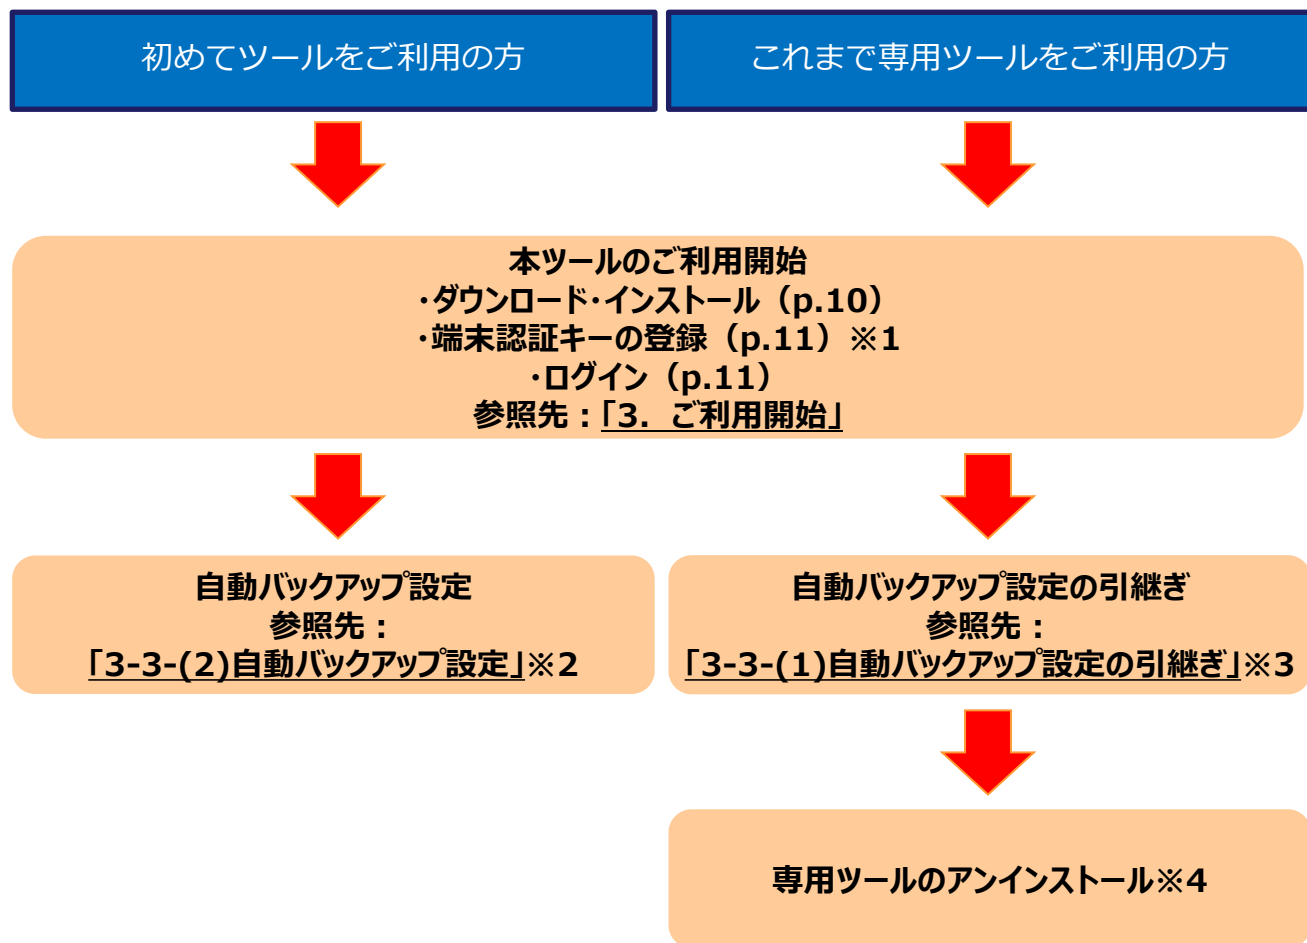 初めてツールをご利用の方
これまで専用ツールをご利用の方
本ツールのご利用開始
・ダウンロード・インストール（p.10）
・端末認証キーの登録（p.11）※1
・ログイン（p.11）
参照先：「3. ご利用開始」
自動バックアップ設定
参照先：
「3-3-(2)自動バックアップ設定」※2
自動バックアップ設定の引継ぎ
参照先：
「3-3-(1)自動バックアップ設定の引継ぎ」※3
専用ツールのアンインストール※4